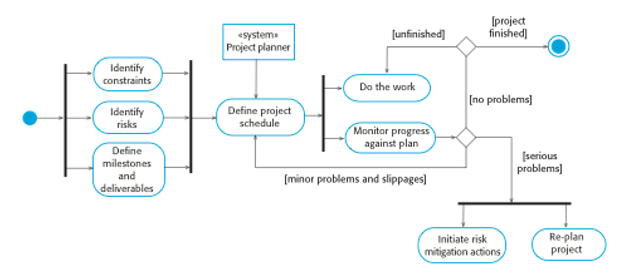 «system»
Project planner
[unfinished]
[project
finished]
Identify
constraints
Do the work
Identify
risks
Define project
schedule
[no problems]
Monitor progress
against plan
Define
milestones
and
deliverables
[minor problems and slippages]
[serious
problems]
Initiate risk
mitigation actions
Re-plan
project